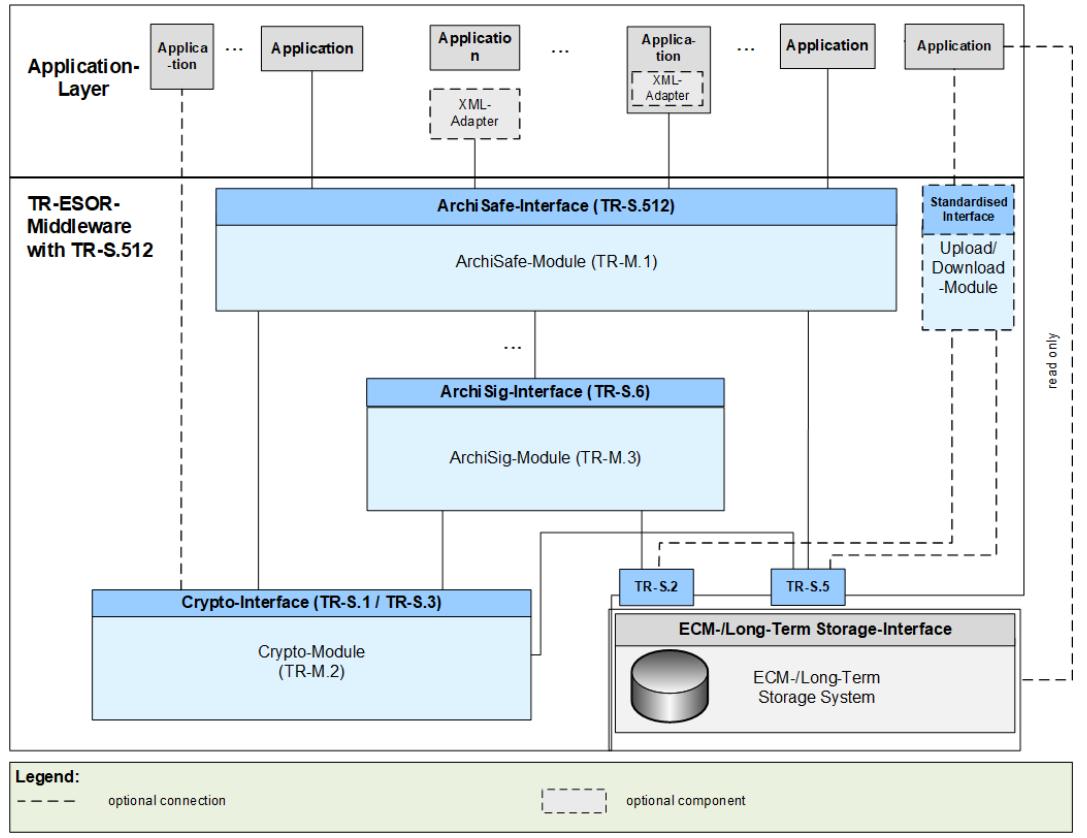 Application-
Layer
Applica
-tion
...
Application
Applicatio
n
XML-
Adapter
...
Applica-
tion
XML-
Adapter
...
Application
Application
TR-ESOR-
Middleware
with TR-S.512
ArchiSafe-Interface (TR-S.512)
ArchiSafe-Module (TR-M.1)
Standardised
Interface
Upload/
Download
-Module
read only
...
ArchiSig-Interface (TR-S.6)
ArchiSig-Module (TR-M.3)
TR-S.2
TR-S.5
Crypto-Interface (TR-S.1 / TR-S.3)
Crypto-Module
(TR-M.2)
ECM-/Long-Term Storage-Interface
ECM-/Long-Term
Storage System
Legend:
optional connection
optional component